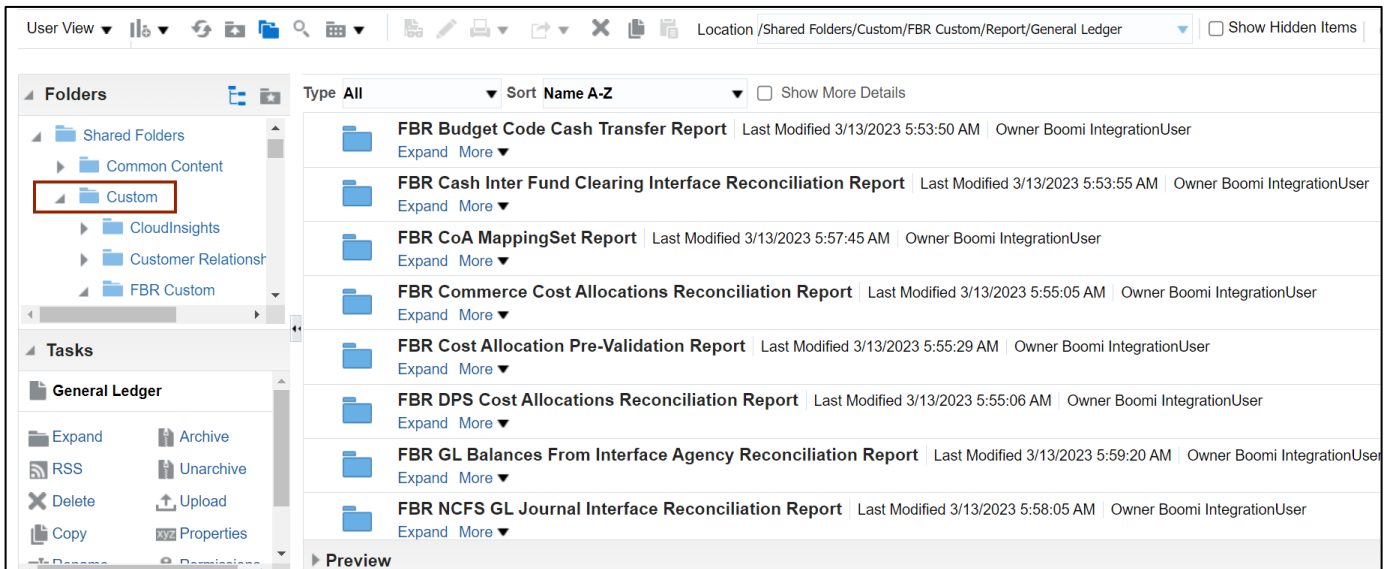 User View
Location /Shared Folders/Custom/FBR Custom/Report/General Ledger
Show Hidden Items
Folders
Shared Folders
Common Content
Custom
CloudInsights
Customer Relationsh
FBR Custom
Tasks
General Ledger
Expand Archive
RSS Unarchive
Delete Upload
Copy xyz Properties
Rename Permissions
Type All Sort Name A-Z Show More Details
FBR Budget Code Cash Transfer Report Last Modified 3/13/2023 5:53:50 AM Owner Boomi IntegrationUser
Expand More
FBR Cash Inter Fund Clearing Interface Reconciliation Report Last Modified 3/13/2023 5:53:55 AM Owner Boomi IntegrationUser
Expand More
FBR CoA MappingSet Report Last Modified 3/13/2023 5:57:45 AM Owner Boomi IntegrationUser
Expand More
FBR Commerce Cost Allocations Reconciliation Report Last Modified 3/13/2023 5:55:05 AM Owner Boomi IntegrationUser
Expand More
FBR Cost Allocation Pre-Validation Report Last Modified 3/13/2023 5:55:29 AM Owner Boomi IntegrationUser
Expand More
FBR DPS Cost Allocations Reconciliation Report Last Modified 3/13/2023 5:55:06 AM Owner Boomi IntegrationUser
Expand More
FBR GL Balances From Interface Agency Reconciliation Report Last Modified 3/13/2023 5:59:20 AM Owner Boomi IntegrationUser
Expand More
FBR NCFS GL Journal Interface Reconciliation Report Last Modified 3/13/2023 5:58:05 AM Owner Boomi IntegrationUser
Expand More
Preview